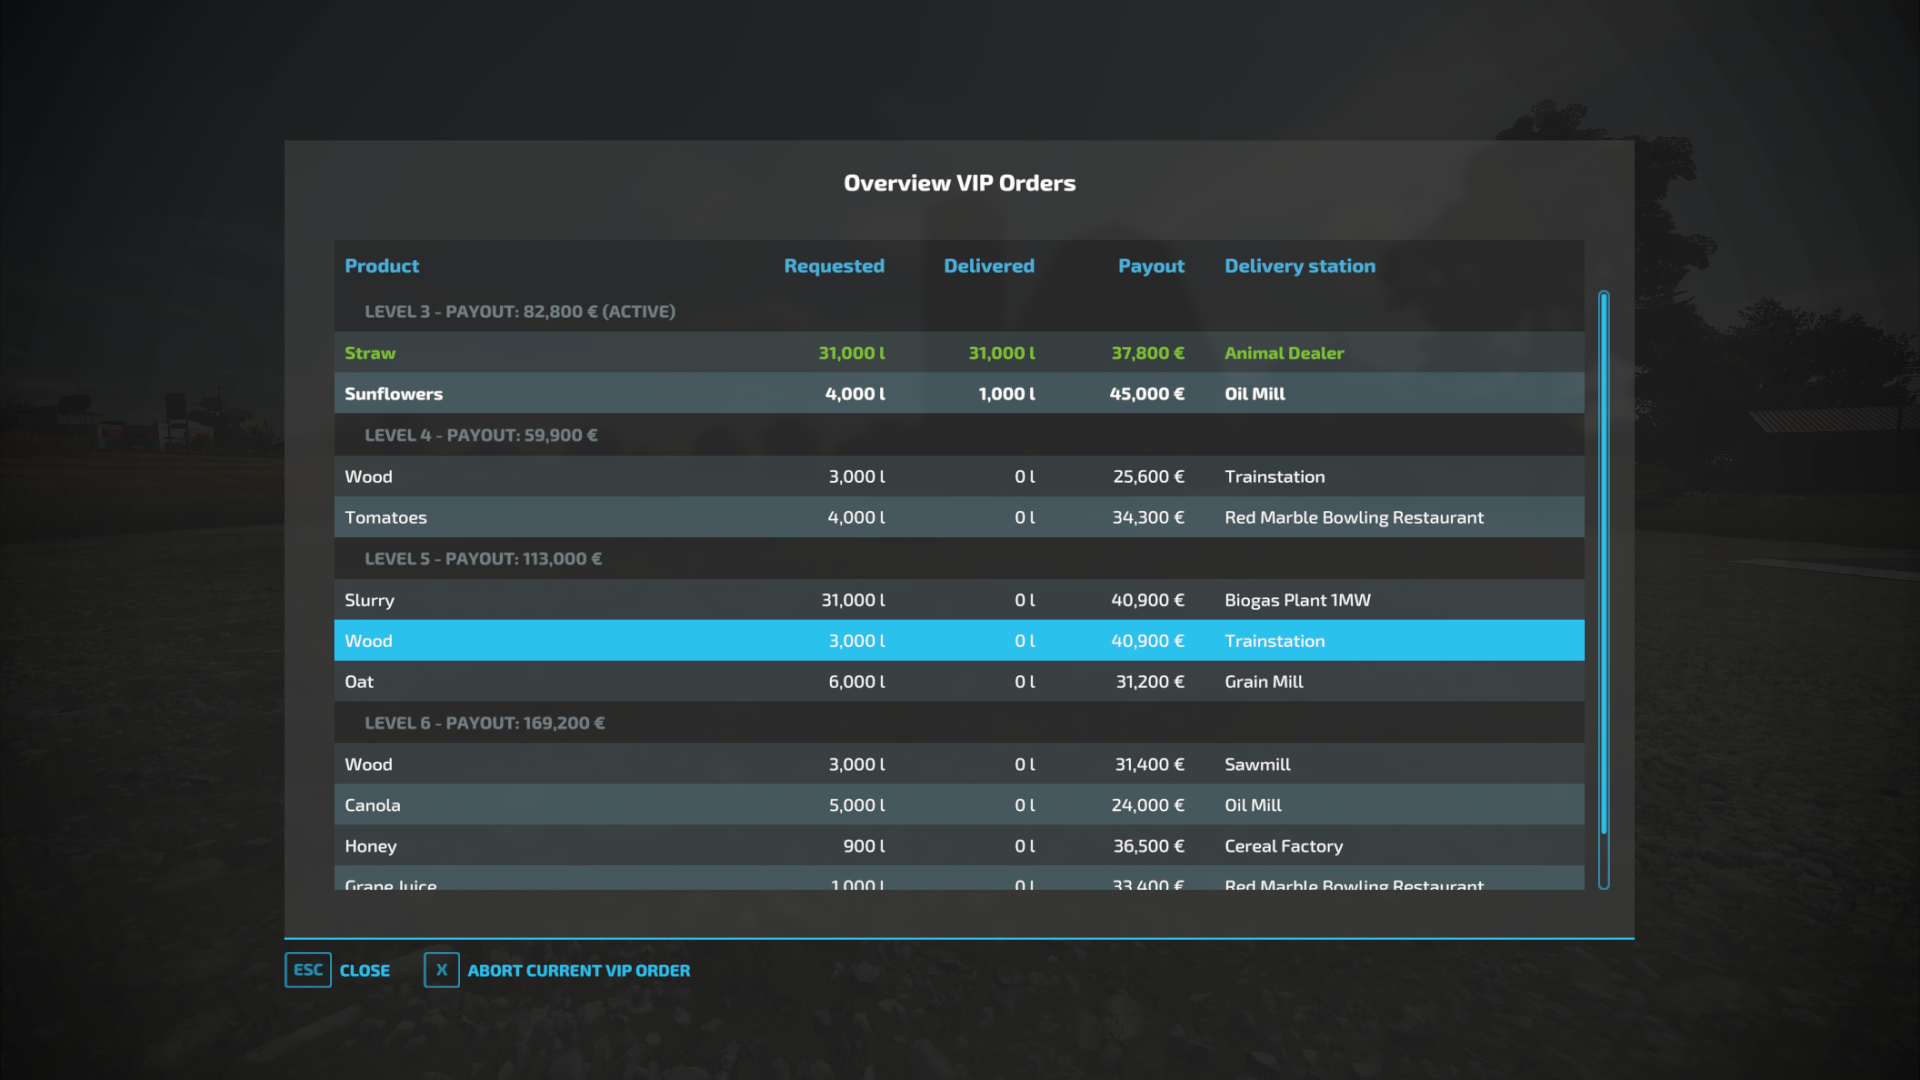 Overview VIP Orders
Product Requested Delivered Payout Delivery station
LEVEL 3 - PAYOUT: 82,800 € (ACTIVE)
Straw 31,000 l 31,000 l 37,800 € Animal Dealer
Sunflowers 4,000 l 1,000 l 45,000 € Oil Mill
LEVEL 4 - PAYOUT: 59,900 €
Wood 3,000 l 0 l 25,600 € Trainstation
Tomatoes 4,000 l 0 l 34,300 € Red Marble Bowling Restaurant
LEVEL 5 - PAYOUT: 113,000 €
Slurry 31,000 l 0 l 40,900 € Biogas Plant 1MW
Wood 3,000 l 0 l 40,900 € Trainstation
Oat 6,000 l 0 l 31,200 € Grain Mill
LEVEL 6 - PAYOUT: 169,200 €
Wood 3,000 l 0 l 31,400 € Sawmill
Canola 5,000 l 0 l 24,000 € Oil Mill
Honey 900 l 0 l 36,500 € Cereal Factory
Grape Juice 1,000 l 0 l 33,400 € Red Marble Bowling Restaurant
ESC CLOSE X ABORT CURRENT VIP ORDER